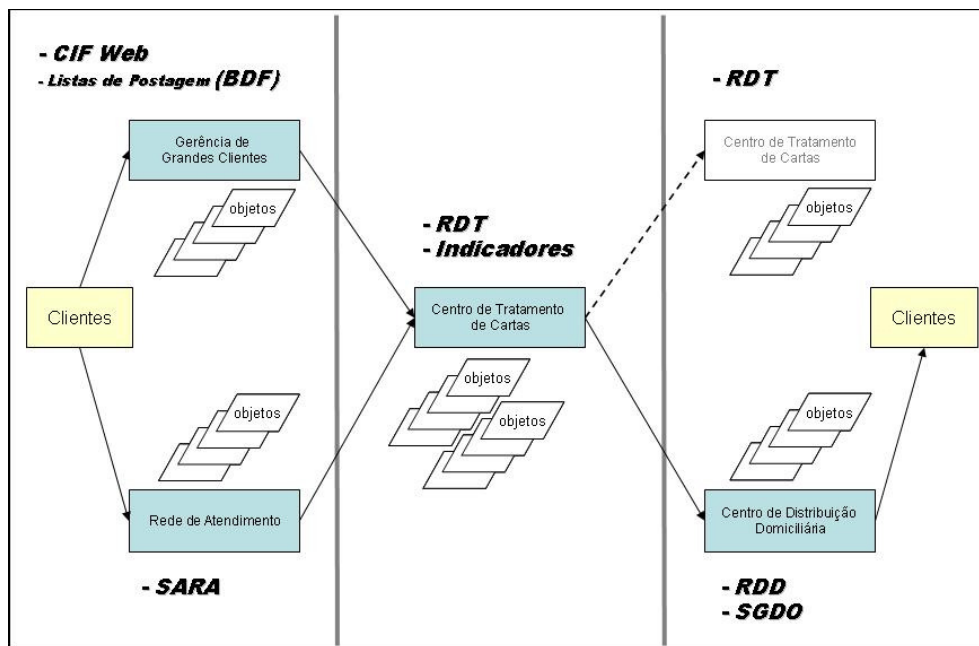 - CIF Web
- Listas de Postagem (BDF)
Gerência de
Grandes Clientes
objetos
Clientes
objetos
Rede de Atendimento
- SARA
- RDT
- Indicadores
Centro de Tratamento
de Cartas
objetos
objetos
- RDT
Centro de Tratamento
de Cartas
objetos
Clientes
objetos
Centro de Distribuição
Domiciliária
- RDD
- SGDO